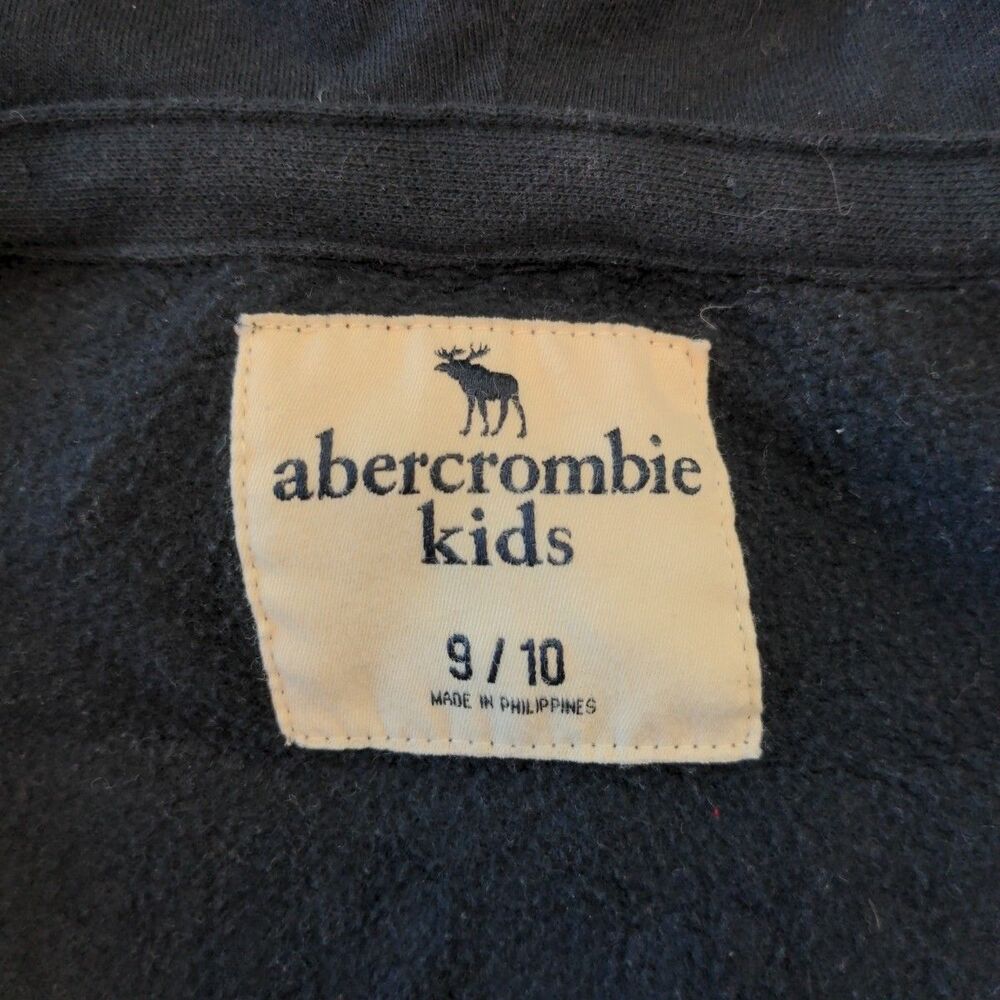 abercrombie
kids
9 / 10
MADE IN PHILIPPINES